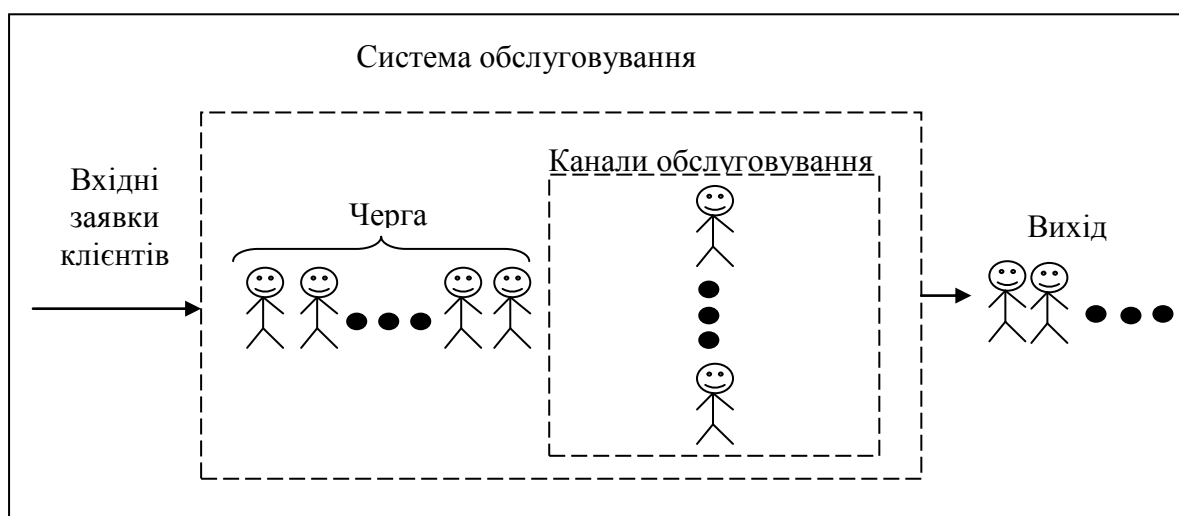 Система обслуговування
Вхідні
заявки
клієнтів
Черга
Канали обслуговування
Вихід